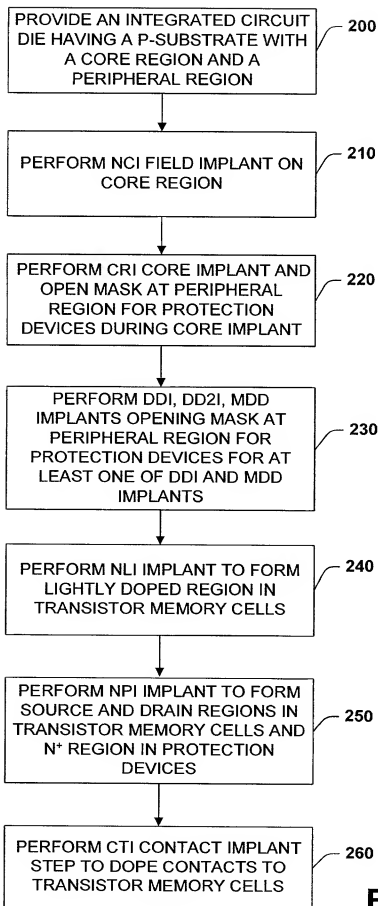 PROVIDE AN INTEGRATED CIRCUIT
DIE HAVING A P-SUBSTRATE WITH
A CORE REGION AND A
PERIPHERAL REGION
200
PERFORM NCI FIELD IMPLANT ON
CORE REGION
210
PERFORM CRI CORE IMPLANT AND
OPEN MASK AT PERIPHERAL
REGION FOR PROTECTION
DEVICES DURING CORE IMPLANT
220
PERFORM DDI, DD2I, MDD
IMPLANTS OPENING MASK AT
PERIPHERAL REGION FOR
PROTECTION DEVICES FOR AT
LEAST ONE OF DDI AND MDD
IMPLANTS
230
PERFORM NLI IMPLANT TO FORM
LIGHTLY DOPED REGION IN
TRANSISTOR MEMORY CELLS
240
PERFORM NPI IMPLANT TO FORM
SOURCE AND DRAIN REGIONS IN
TRANSISTOR MEMORY CELLS AND
N⁺ REGION IN PROTECTION
DEVICES
250
PERFORM CTI CONTACT IMPLANT
STEP TO DOPE CONTACTS TO
TRANSISTOR MEMORY CELLS
260